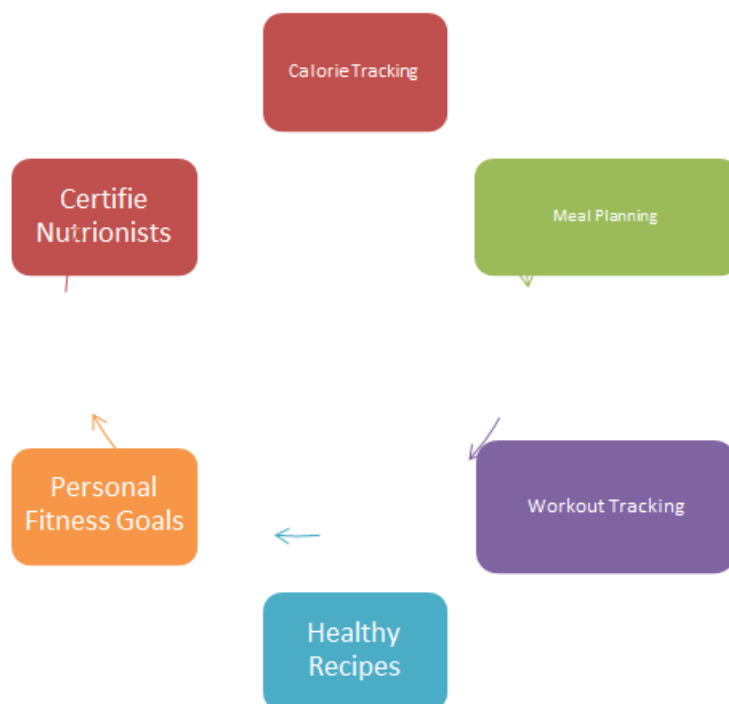 Calorie Tracking
Meal Planning
Workout Tracking
Healthy
Recipes
Personal
Fitness Goals
Certifie
Nutrionists